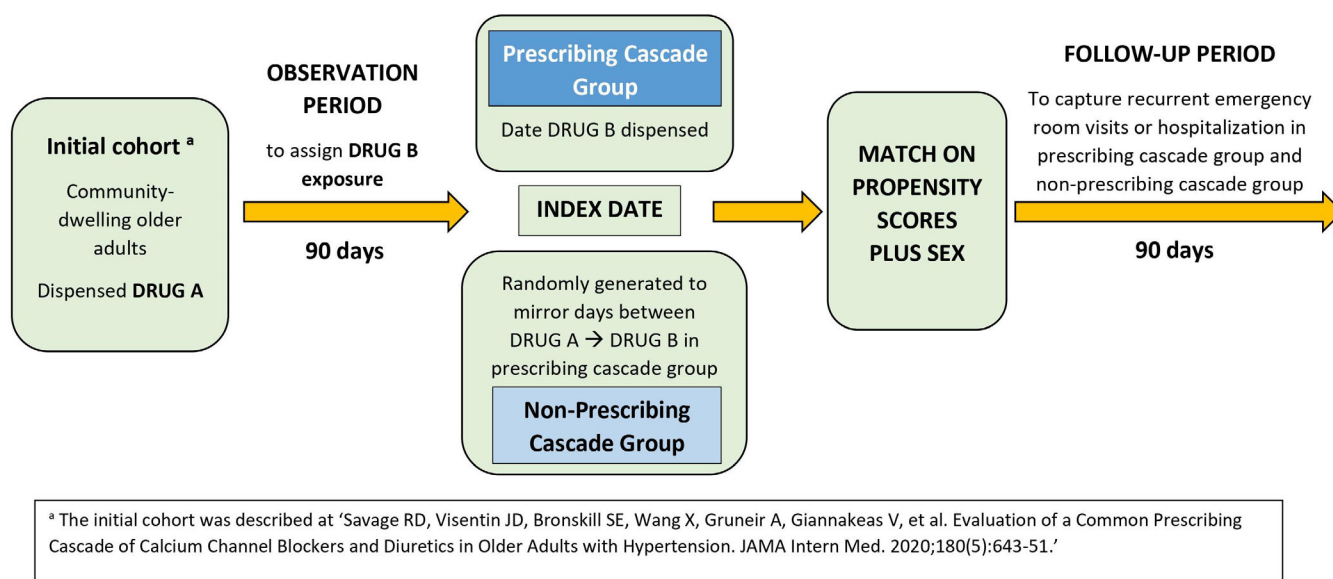 Initial cohort ᵃ
Community-
dwelling older
adults
Dispensed DRUG A
OBSERVATION
PERIOD
to assign DRUG B
exposure
90 days
Prescribing Cascade
Group
Date DRUG B dispensed
INDEX DATE
Randomly generated to
mirror days between
DRUG A → DRUG B in
prescribing cascade group
Non-Prescribing
Cascade Group
MATCH ON
PROPENSITY
SCORES
PLUS SEX
FOLLOW-UP PERIOD
To capture recurrent emergency
room visits or hospitalization in
prescribing cascade group and
non-prescribing cascade group
90 days
ᵃ The initial cohort was described at ‘Savage RD, Visentin JD, Bronskill SE, Wang X, Gruneir A, Giannakeas V, et al. Evaluation of a Common Prescribing
Cascade of Calcium Channel Blockers and Diuretics in Older Adults with Hypertension. JAMA Intern Med. 2020;180(5):643-51.’